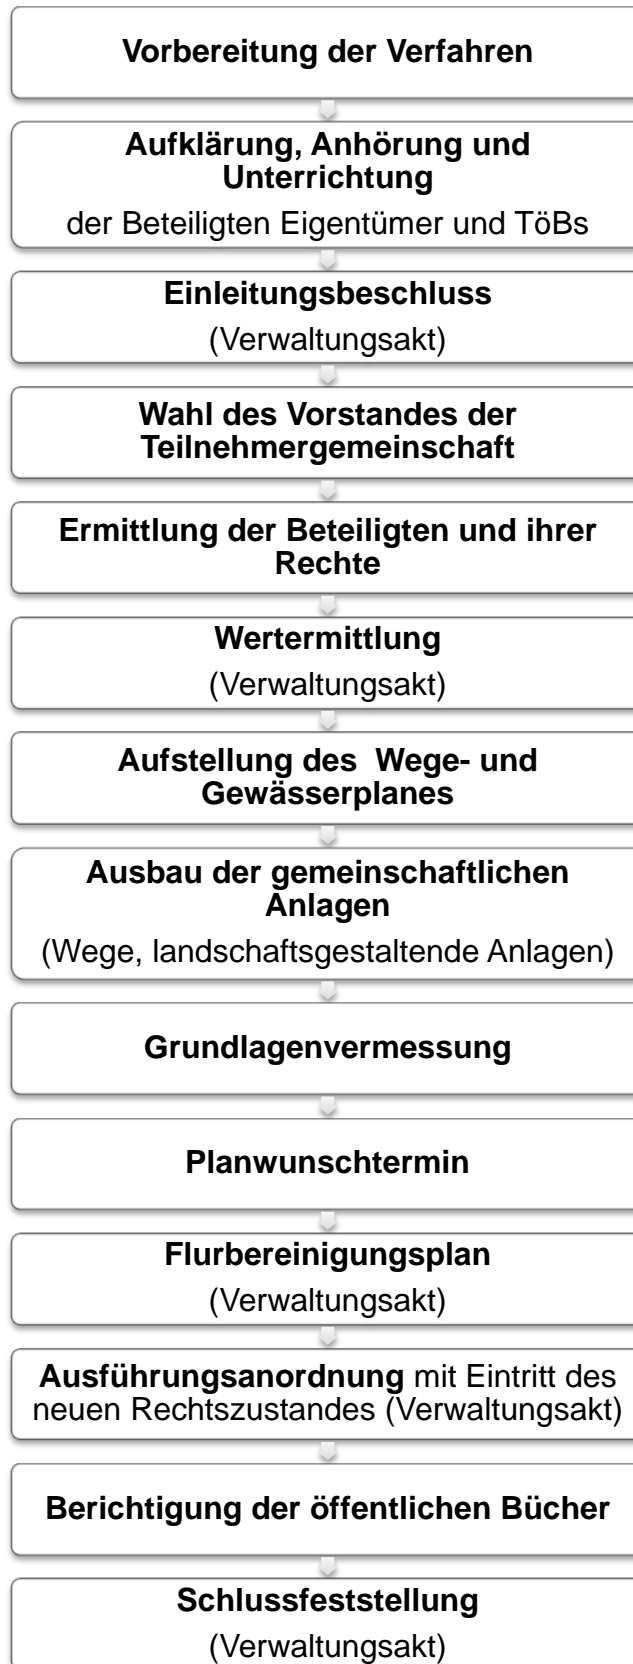 Vorbereitung der Verfahren
Aufklärung, Anhörung und
Unterrichtung
der Beteiligten Eigentümer und TöBs
Einleitungsbeschluss
(Verwaltungsakt)
Wahl des Vorstandes der
Teilnehmergemeinschaft
Ermittlung der Beteiligten und ihrer
Rechte
Wertermittlung
(Verwaltungsakt)
Aufstellung des Wege- und
Gewässerplanes
Ausbau der gemeinschaftlichen
Anlagen
(Wege, landschaftsgestaltende Anlagen)
Grundlagenvermessung
Planwunschtermin
Flurbereinigungsplan
(Verwaltungsakt)
Ausführungsanordnung mit Eintritt des
neuen Rechtszustandes (Verwaltungsakt)
Berichtigung der öffentlichen Bücher
Schlussfeststellung
(Verwaltungsakt)